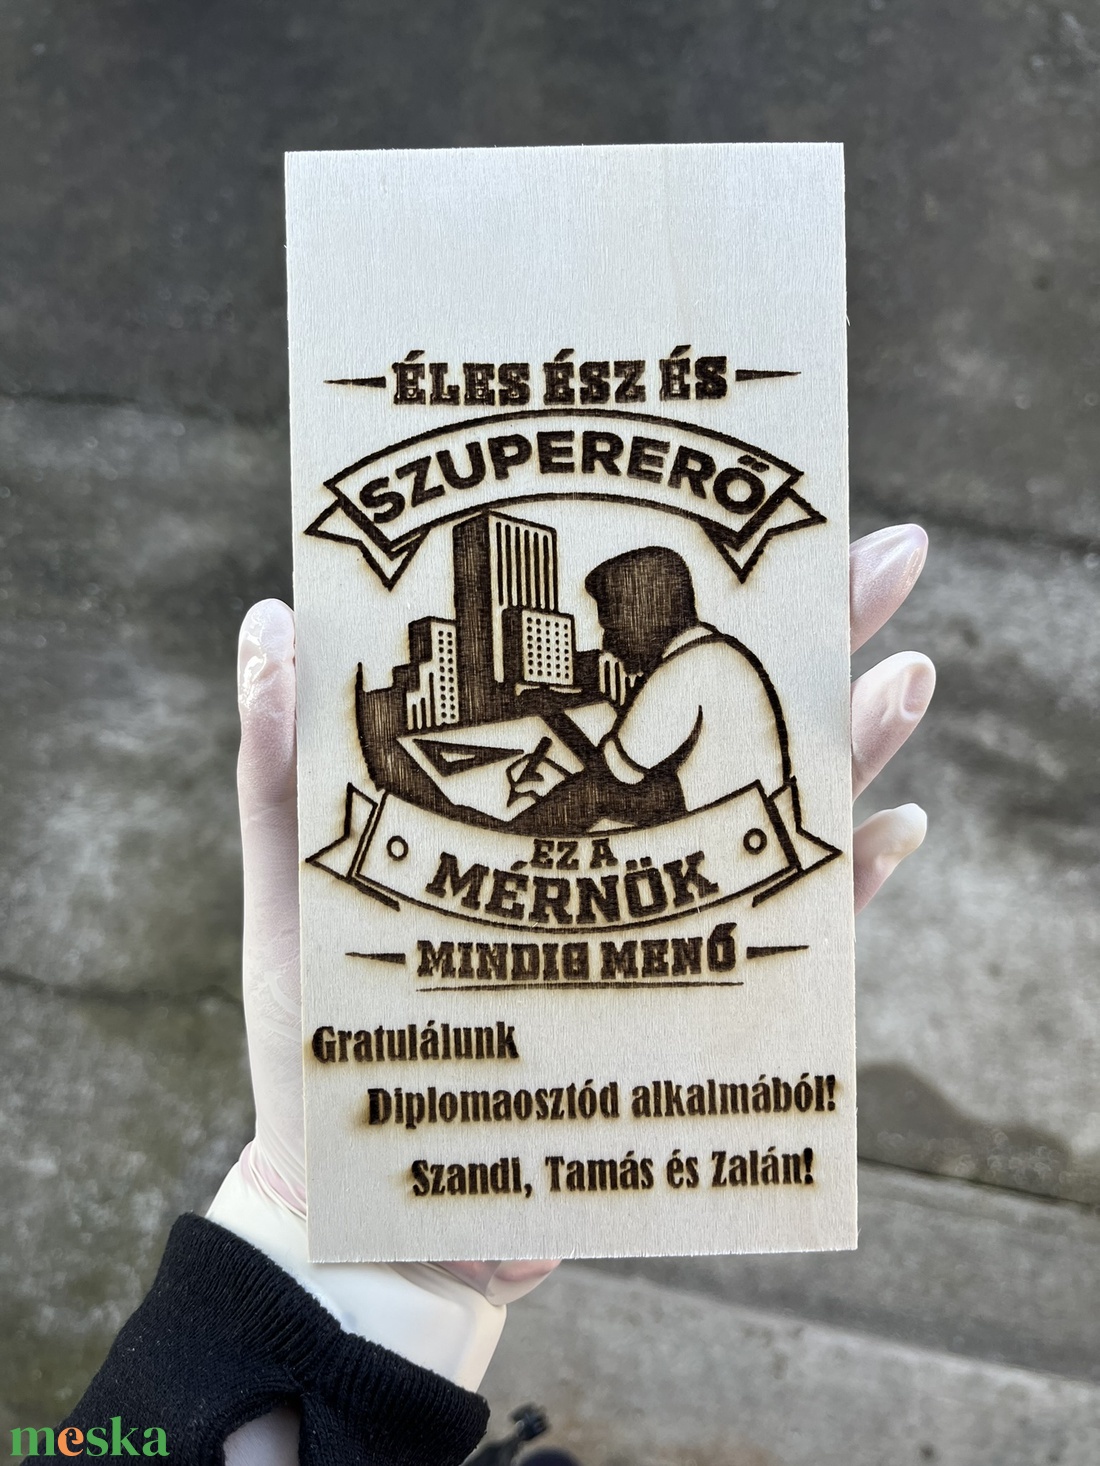 ÉLES ÉSZ ÉS
SZUPERERŐ
EZ A
MÉRNÖK
MINDIG MENŐ
Gratulálunk
Diplomaosztód alkalmából!
Szandi, Tamás és Zalán!
meska